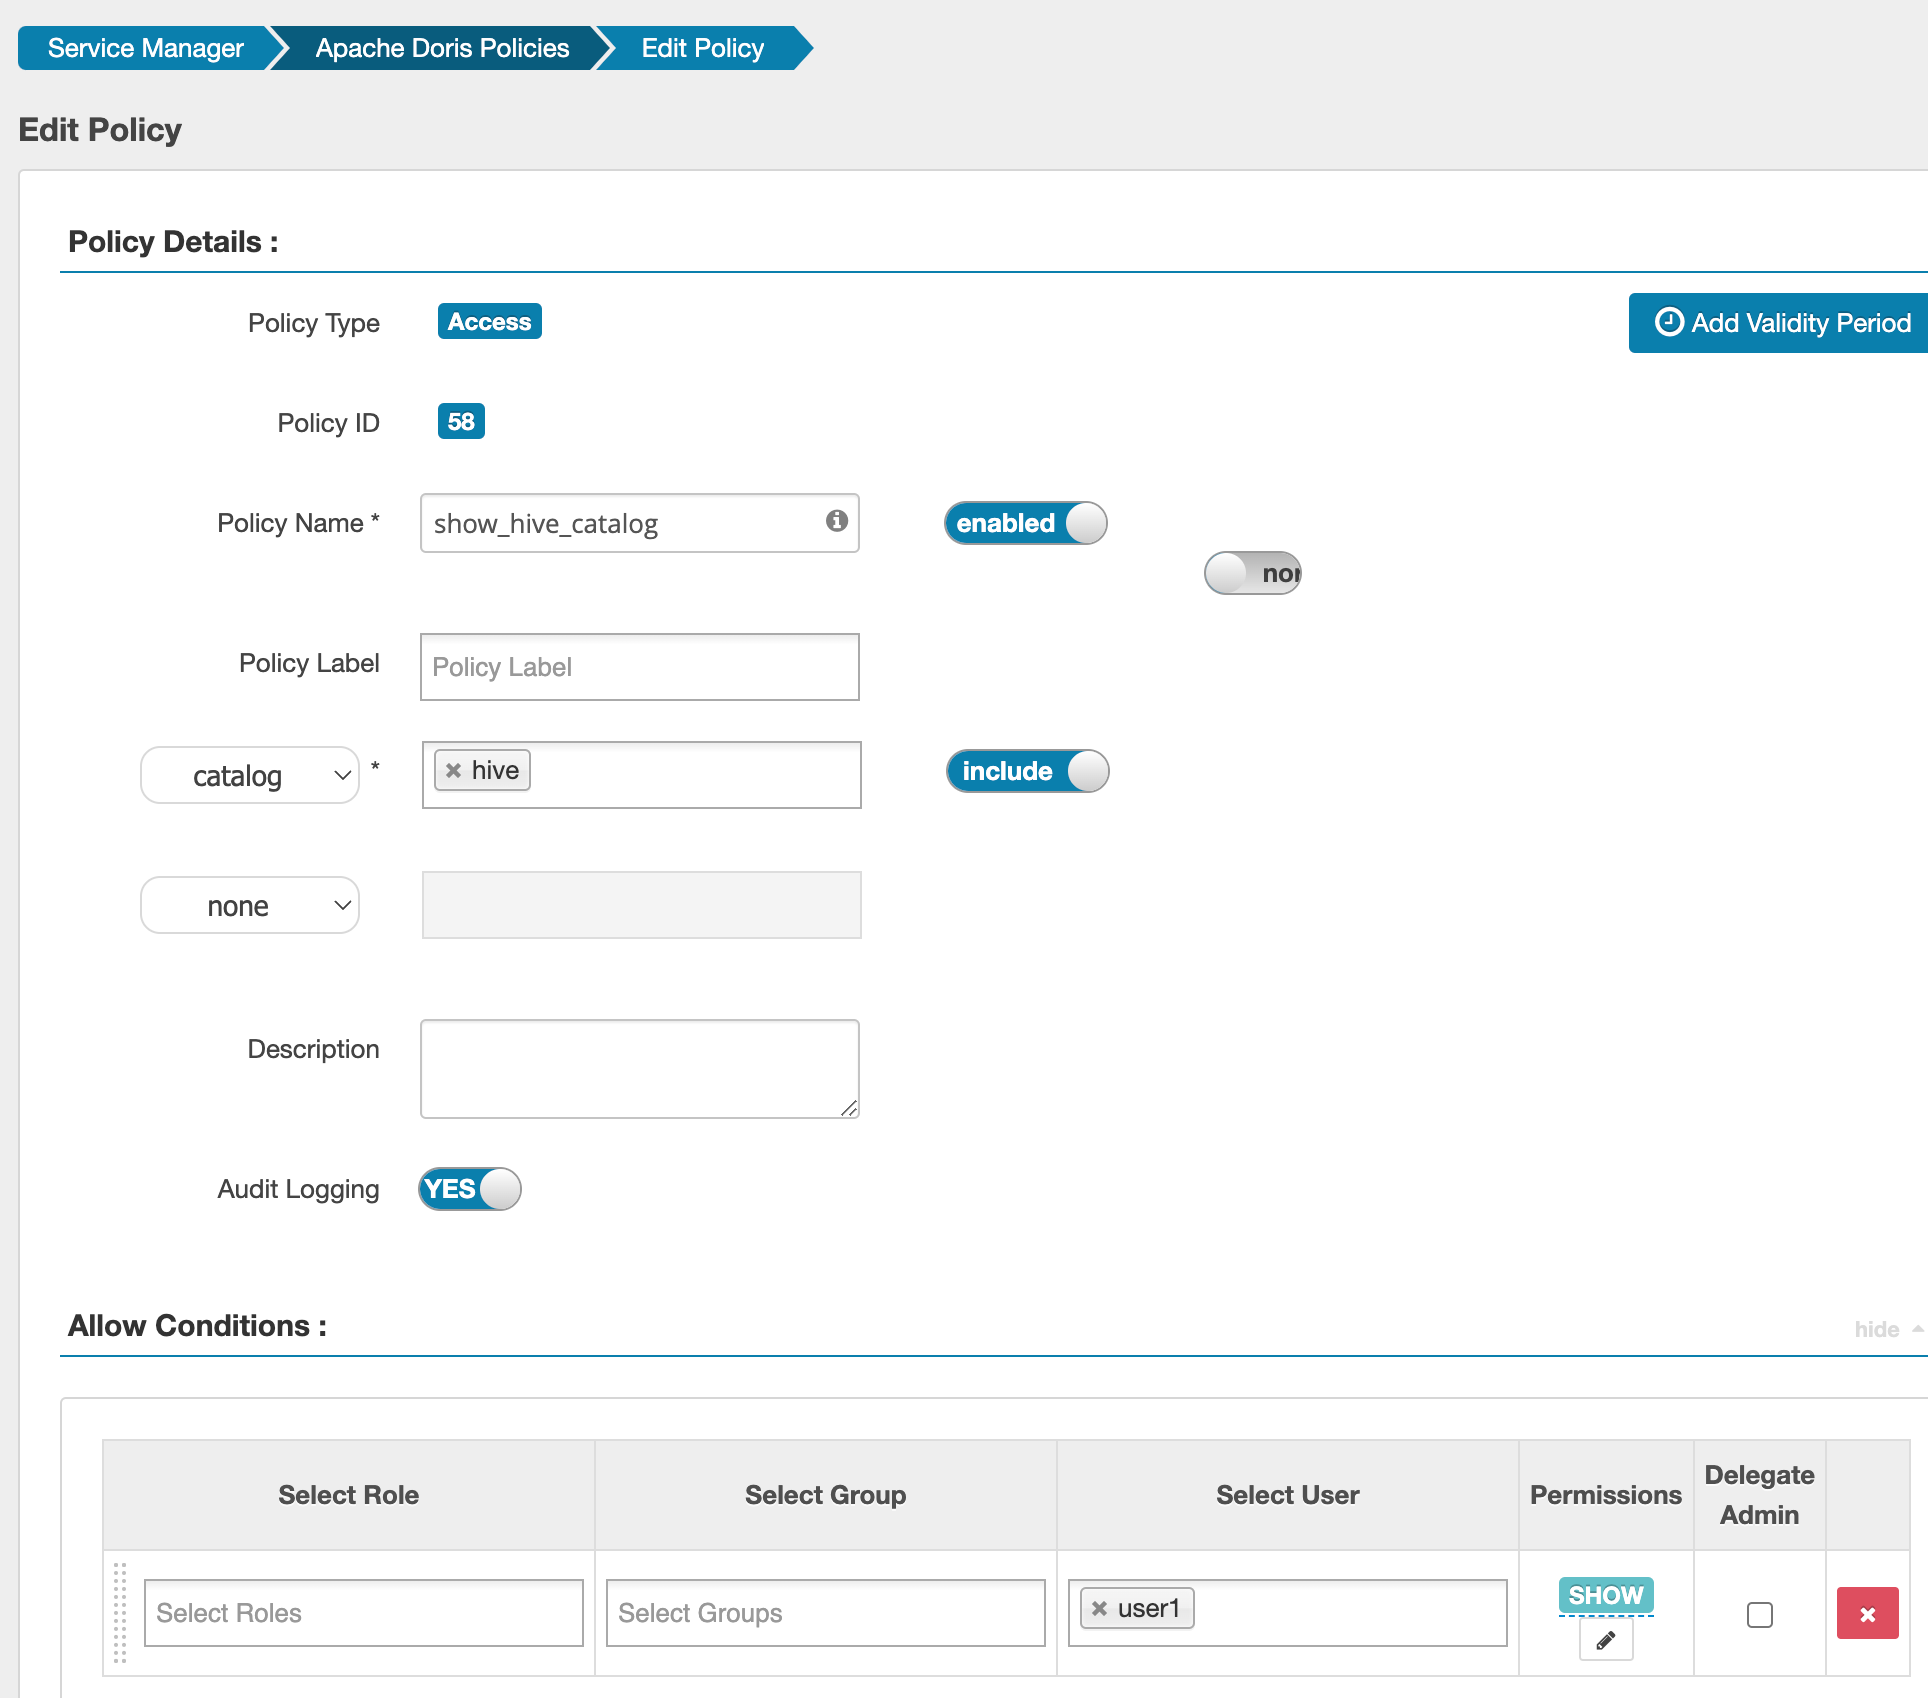 Service Manager
Apache Doris Policies
Edit Policy
Edit Policy
Policy Details :
Policy Type
Access
Add Validity Period
Policy ID
58
Policy Name *
show_hive_catalog
enabled
Policy Label
Policy Label
catalog
*
hive
include
none
Description
Audit Logging
YES
Allow Conditions :
hide
Select Role
Select Group
Select User
Permissions
Delegate
Admin
Select Roles
Select Groups
user1
SHOW